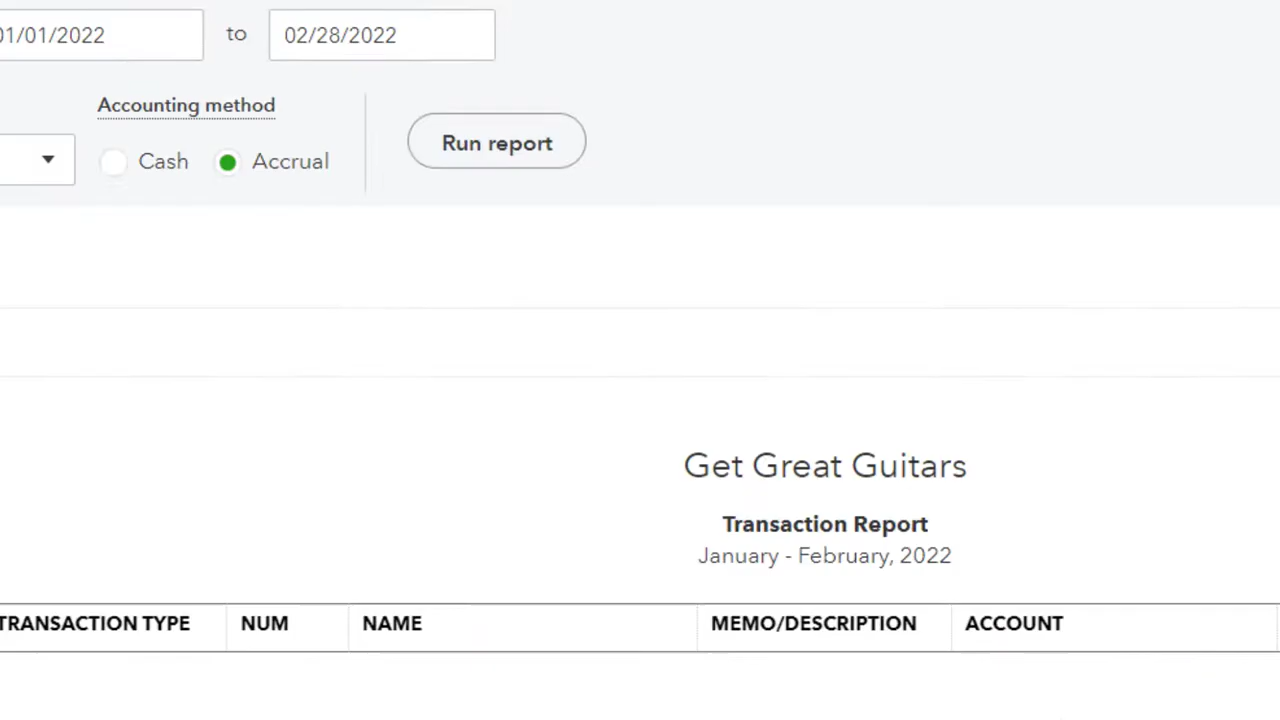 01/01/2022 to 02/28/2022
Accounting method
Cash Accrual
Run report
Get Great Guitars
Transaction Report
January - February, 2022
TRANSACTION TYPE NUM NAME MEMO/DESCRIPTION ACCOUNT